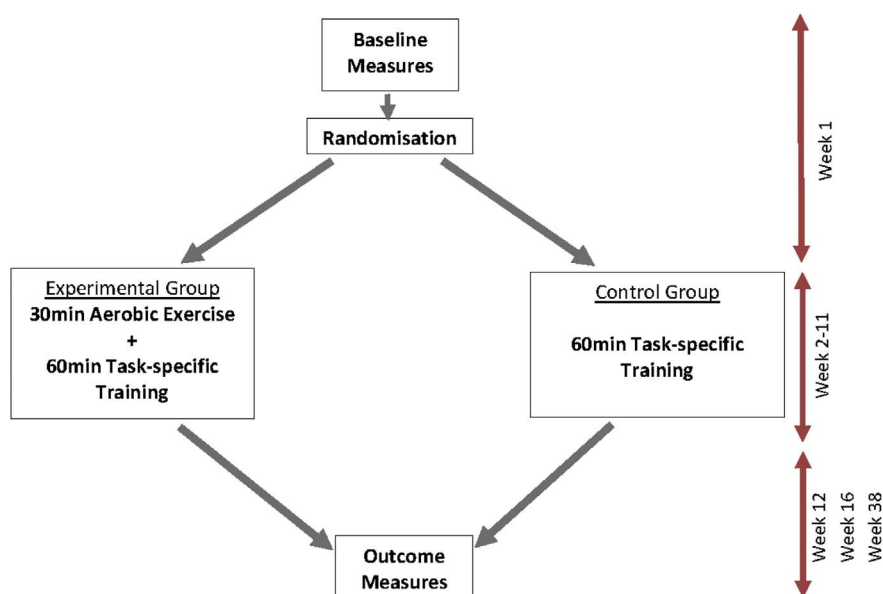 Baseline
Measures
Randomisation
Week 1
Experimental Group
30min Aerobic Exercise
+
60min Task-specific
Training
Control Group
60min Task-specific
Training
Week 2-11
Outcome
Measures
Week 12
Week 16
Week 38